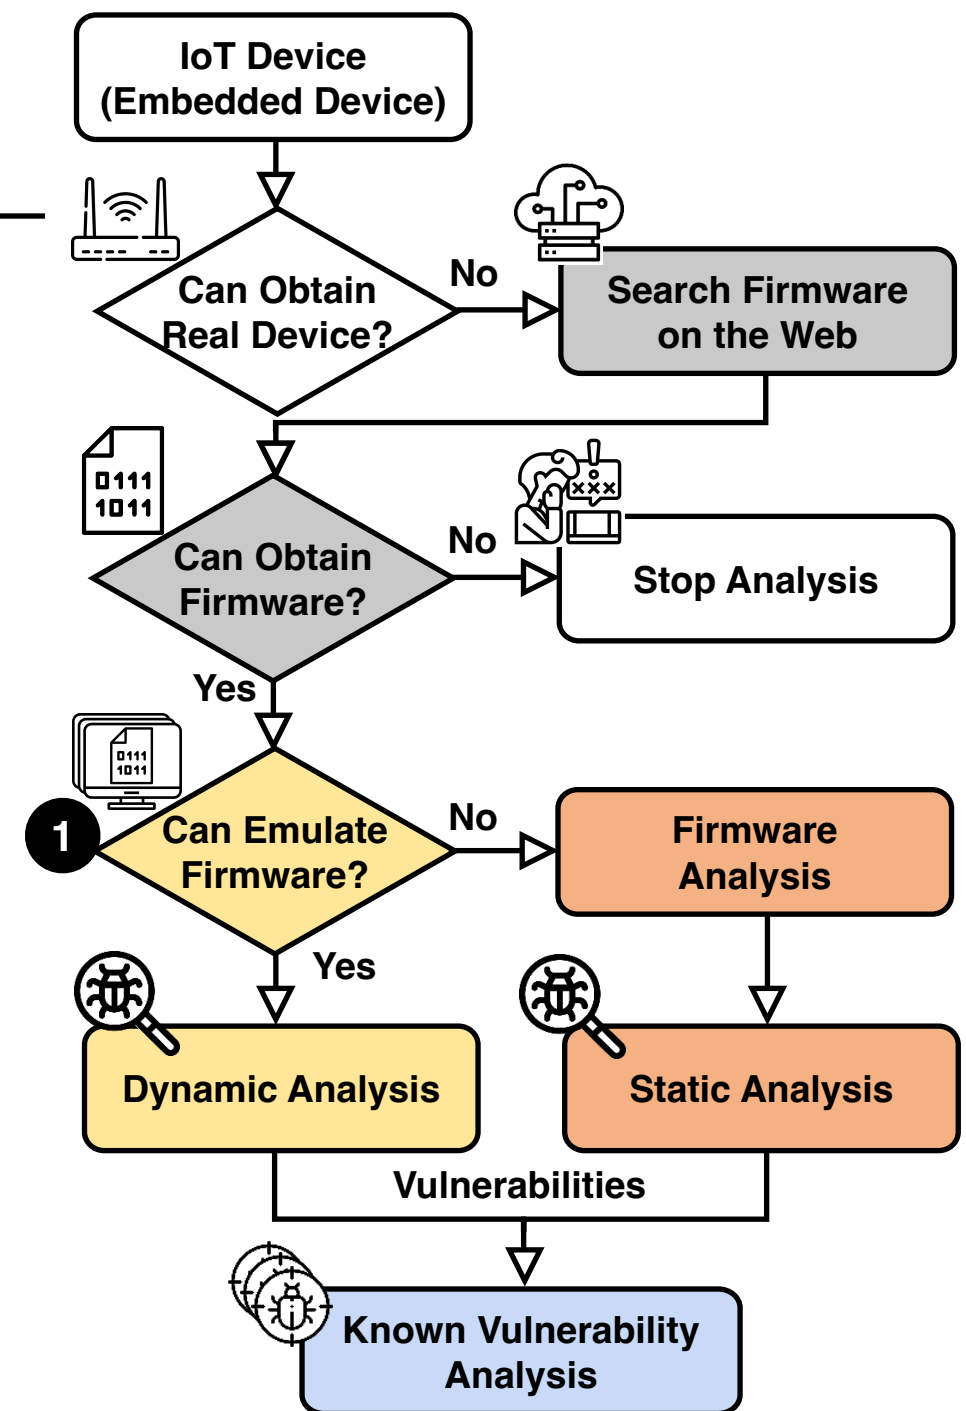 IoT Device
(Embedded Device)
No
Can Obtain
Real Device?
Search Firmware
on the Web
0111
1011
xxx
No
Can Obtain
Firmware?
Stop Analysis
Yes
0111
1011
1
No
Can Emulate
Firmware?
Firmware
Analysis
Yes
Dynamic Analysis
Static Analysis
Vulnerabilities
Known Vulnerability
Analysis